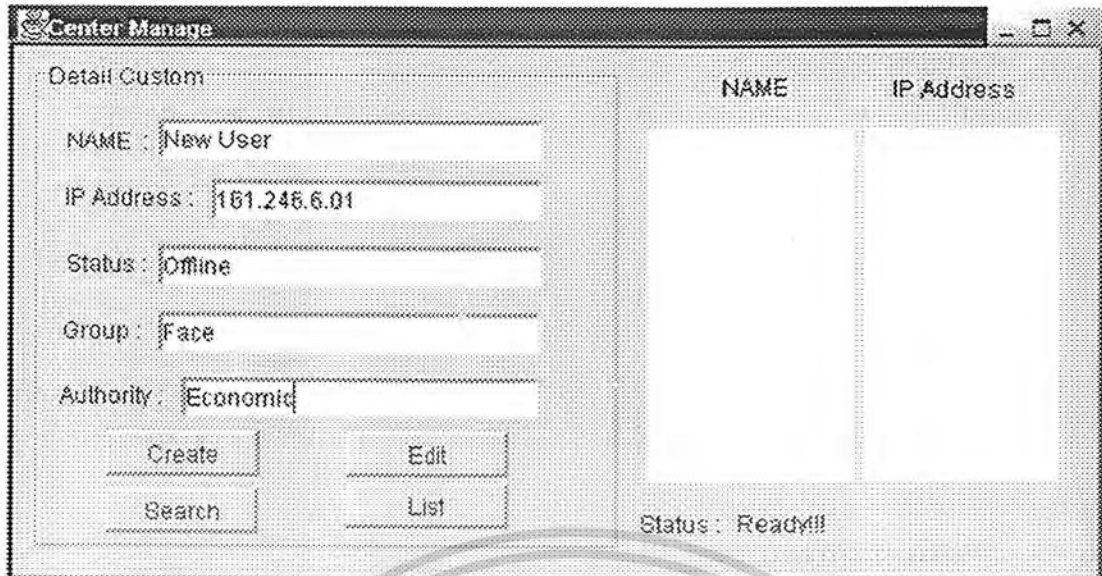 Center Manage
Detail Custom
NAME : New User
IP Address : 161.246.6.01
Status : Offline
Group : Face
Authority : Economic
Create Edit
Search List
NAME IP Address
Status : Ready!!!